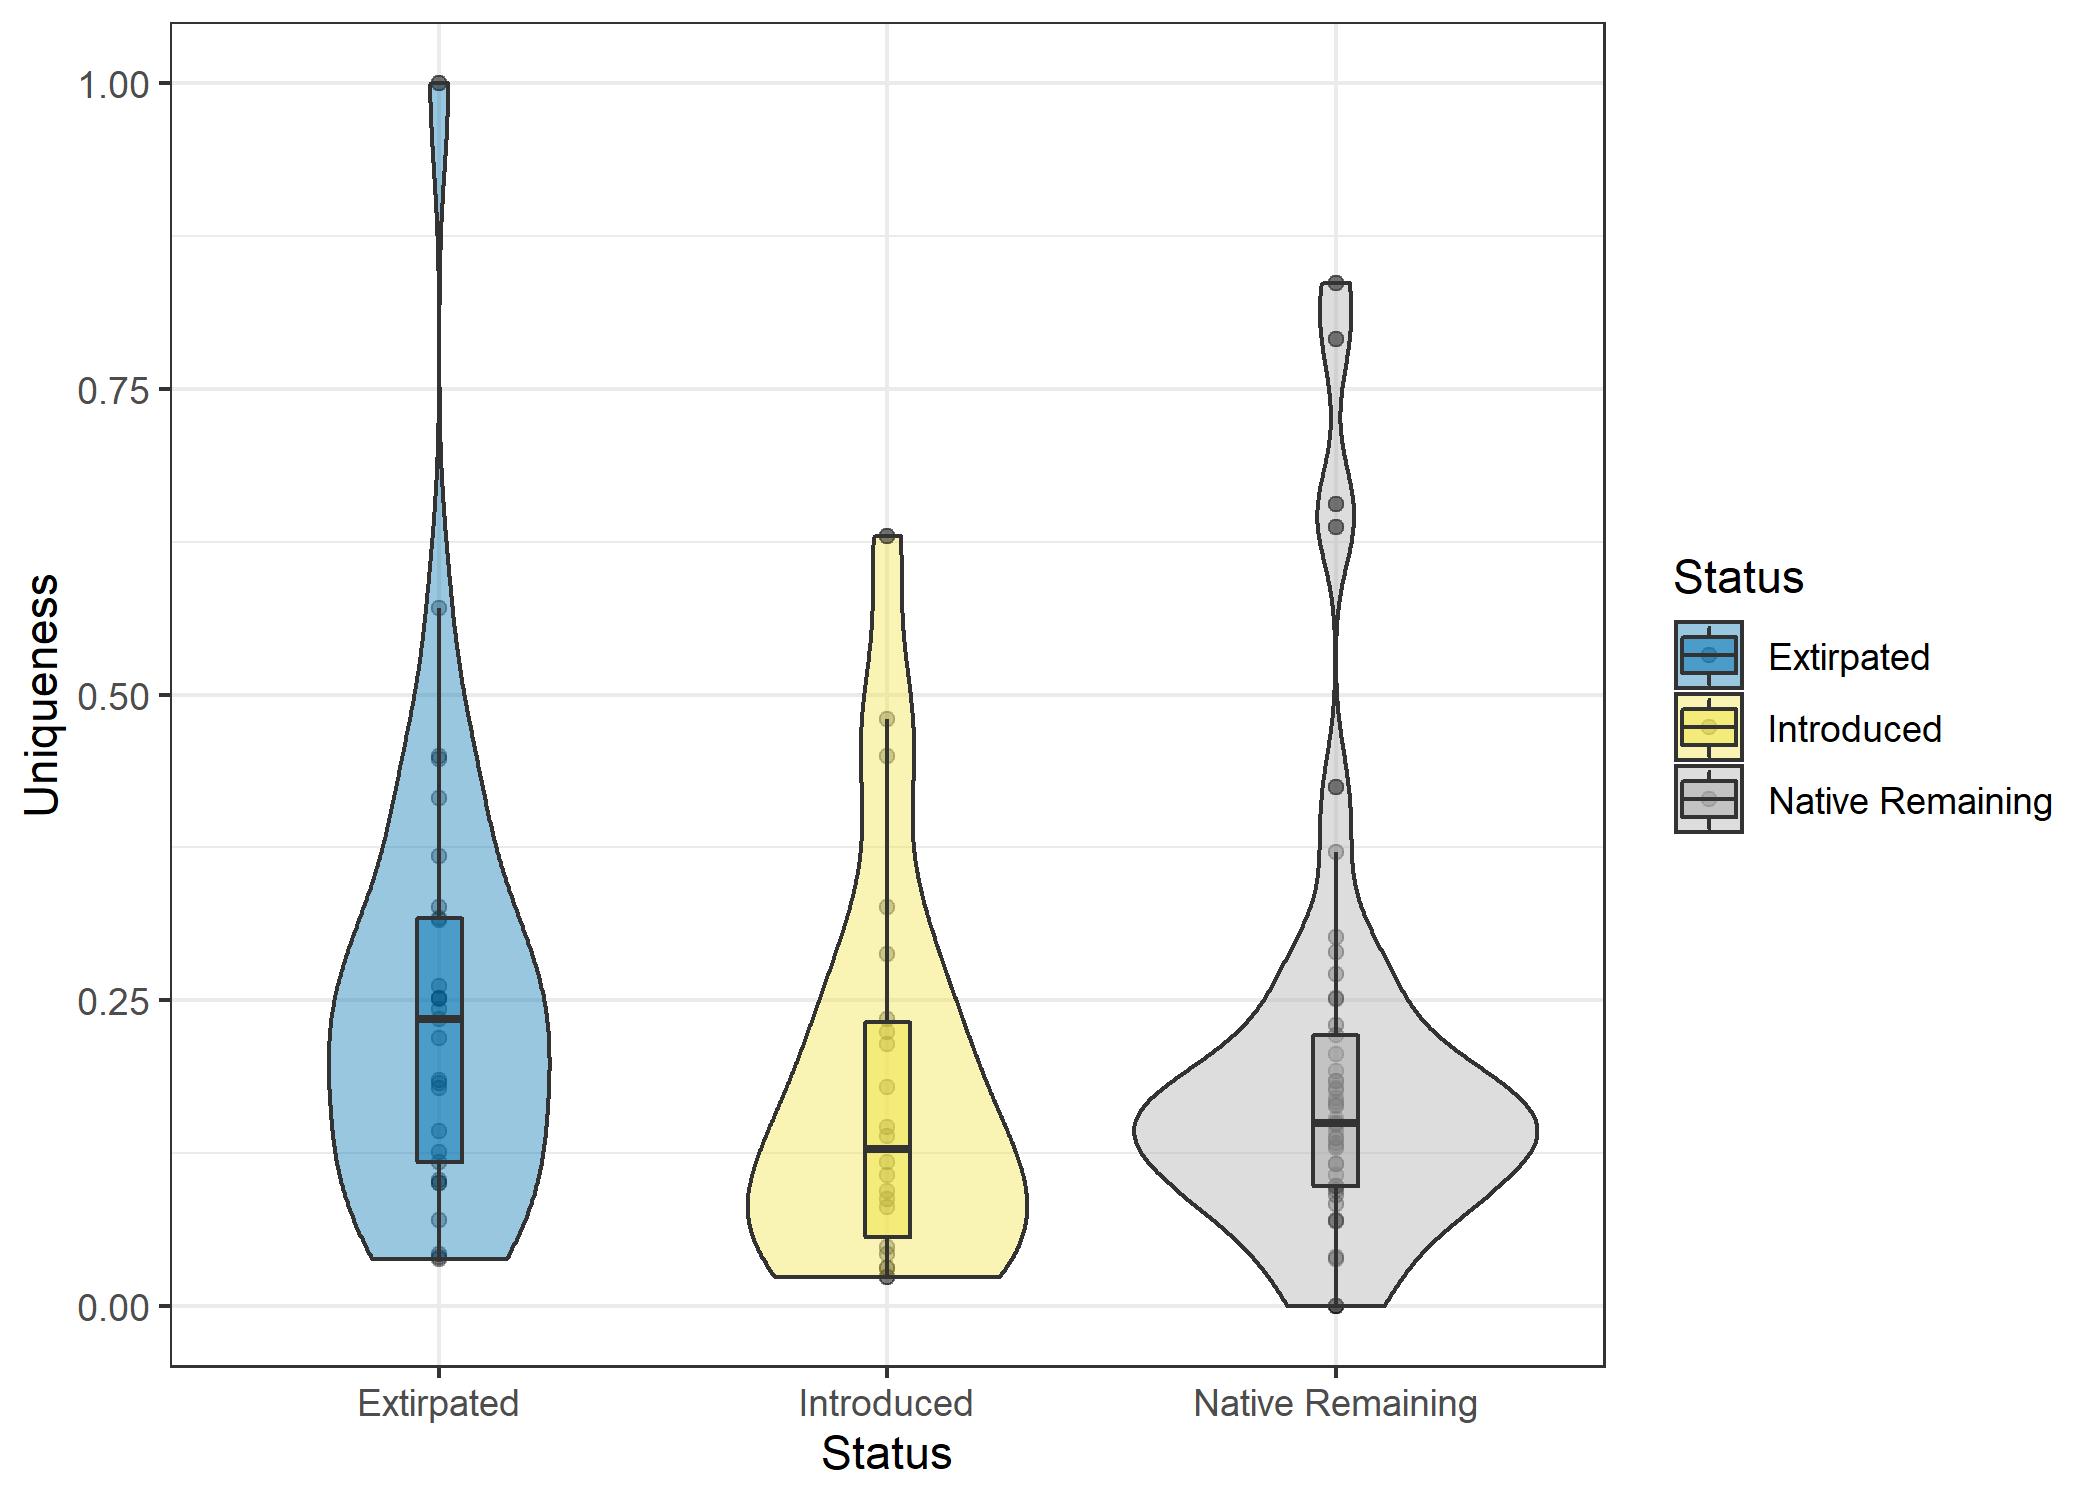 Uniqueness
1.00
0.75
0.50
0.25
0.00
Extirpated
Introduced
Native Remaining
Status
Status
Extirpated
Introduced
Native Remaining